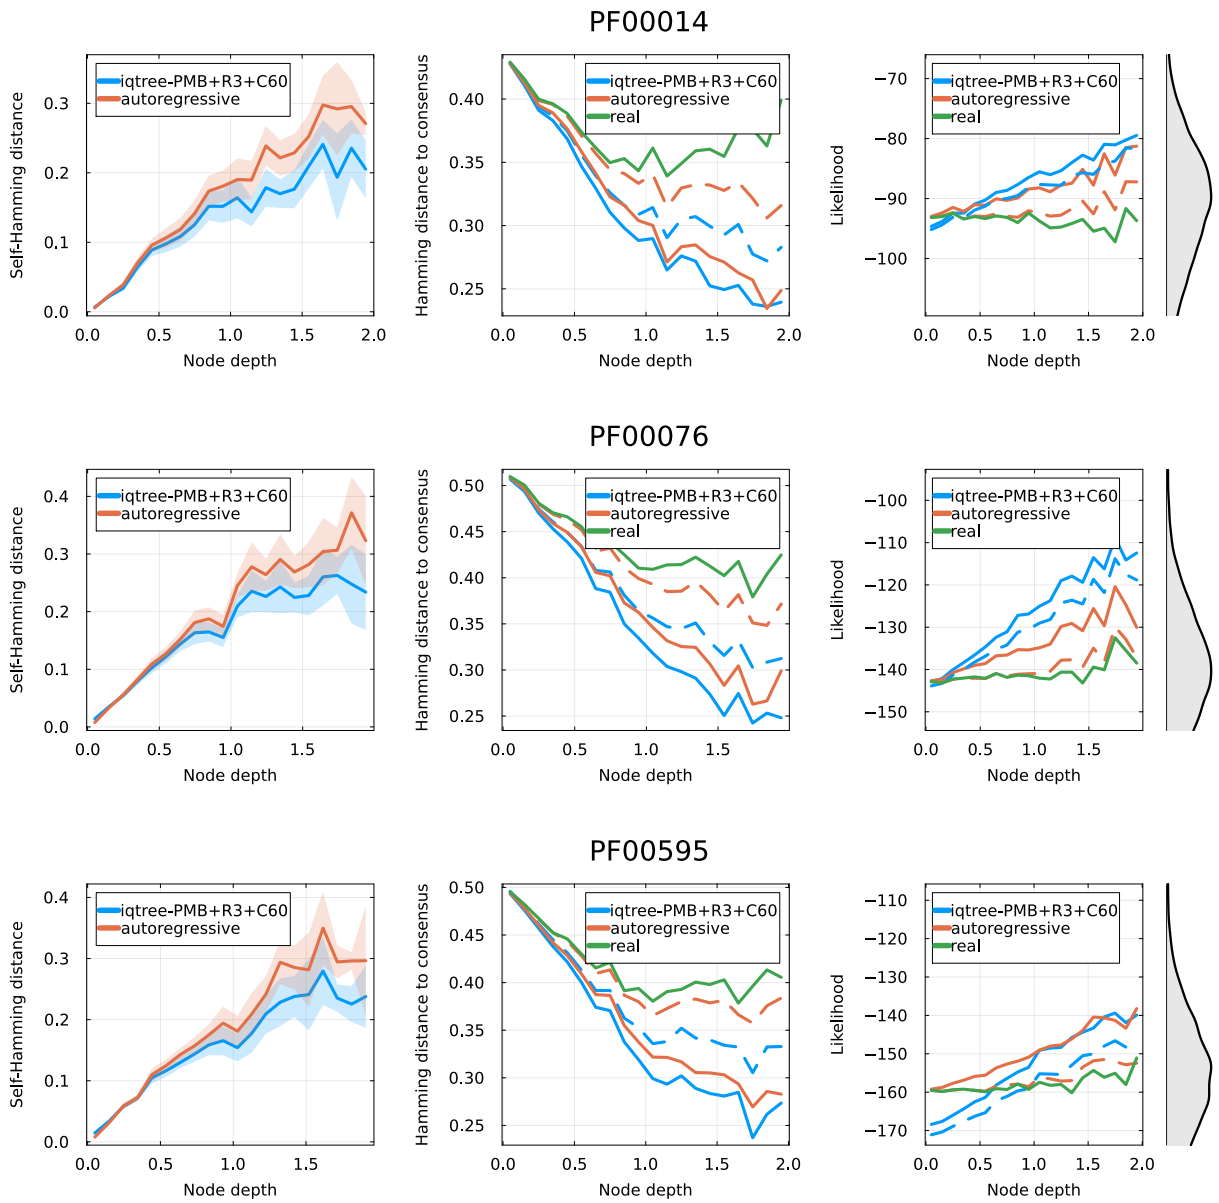 PF00014
Self-Hamming distance
0.3
0.2
0.1
0.0
iqtree-PMB+R3+C60
autoregressive
0.0 0.5 1.0 1.5 2.0
Node depth
Hamming distance to consensus
0.40
0.35
0.30
0.25
iqtree-PMB+R3+C60
autoregressive
real
0.0 0.5 1.0 1.5 2.0
Node depth
Likelihood
−70
−80
−90
−100
iqtree-PMB+R3+C60
autoregressive
real
0.0 0.5 1.0 1.5 2.0
Node depth
PF00076
Self-Hamming distance
0.4
0.3
0.2
0.1
0.0
iqtree-PMB+R3+C60
autoregressive
0.0 0.5 1.0 1.5
Node depth
Hamming distance to consensus
0.50
0.45
0.40
0.35
0.30
0.25
iqtree-PMB+R3+C60
autoregressive
real
0.0 0.5 1.0 1.5 2.0
Node depth
Likelihood
−100
−110
−120
−130
−140
−150
iqtree-PMB+R3+C60
autoregressive
real
0.0 0.5 1.0 1.5 2.0
Node depth
PF00595
Self-Hamming distance
0.4
0.3
0.2
0.1
0.0
iqtree-PMB+R3+C60
autoregressive
0.0 0.5 1.0 1.5
Node depth
Hamming distance to consensus
0.50
0.45
0.40
0.35
0.30
0.25
iqtree-PMB+R3+C60
autoregressive
real
0.0 0.5 1.0 1.5 2.0
Node depth
Likelihood
−110
−120
−130
−140
−150
−160
−170
iqtree-PMB+R3+C60
autoregressive
real
0.0 0.5 1.0 1.5 2.0
Node depth